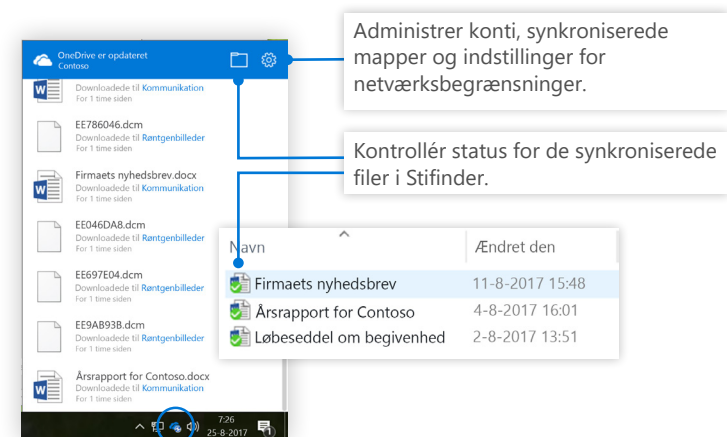 Administrer konti, synkroniserede
mapper og indstillinger for
netværksbegrænsninger.
OneDrive er opdateret
Contoso
Downloadede til Kommunikation
For 1 time siden
EE786046.dcm
Downloadede til Røntgenbilleder
For 1 time siden
Firmaets nyhedsbrev.docx
Downloadede til Kommunikation
For 1 time siden
EE046DA8.dcm
Downloadede til Røntgenbilleder
For 1 time siden
EE697E04.dcm
Downloadede til Røntgenbilleder
For 1 time siden
EE9AB93B.dcm
Downloadede til Røntgenbilleder
For 1 time siden
Årsrapport for Contoso.docx
Downloadede til Kommunikation
For 1 time siden
7:26
25-8-2017
1
Kontrollér status for de synkroniserede
filer i Stifinder.
Navn Ændret den
Firmaets nyhedsbrev 11-8-2017 15:48
Årsrapport for Contoso 4-8-2017 16:01
Løbeseddel om begivenhed 2-8-2017 13:51